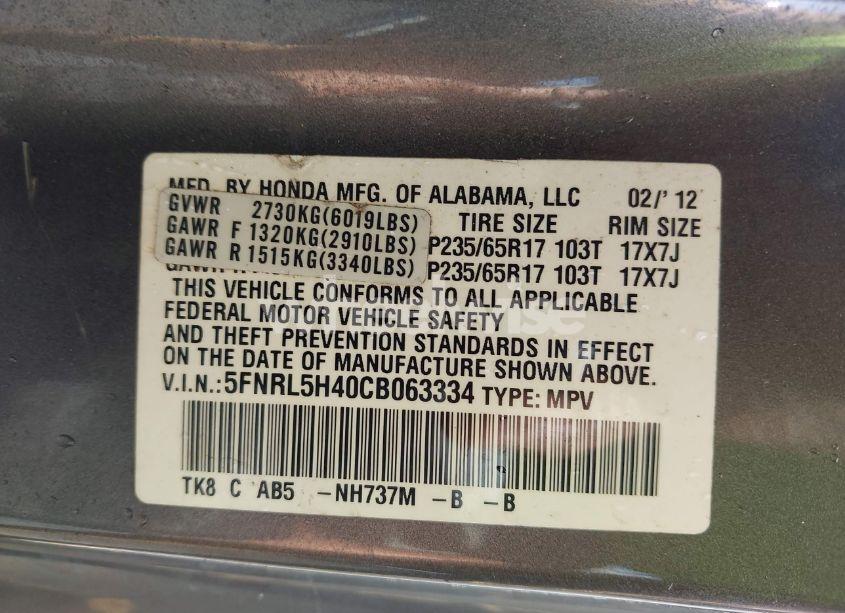 MFD. BY HONDA MFG. OF ALABAMA, LLC 02/'12
GVWR 2730KG(6019LBS) TIRE SIZE RIM SIZE
GAWR F 1320KG(2910LBS) P235/65R17 103T 17X7J
GAWR R 1515KG(3340LBS) P235/65R17 103T 17X7J
THIS VEHICLE CONFORMS TO ALL APPLICABLE
FEDERAL MOTOR VEHICLE SAFETY
AND THEFT PREVENTION STANDARDS IN EFFECT
ON THE DATE OF MANUFACTURE SHOWN ABOVE.
V.I.N.:5FNRL5H40CB063334 TYPE: MPV
TK8 C AB5 -NH737M -B -B